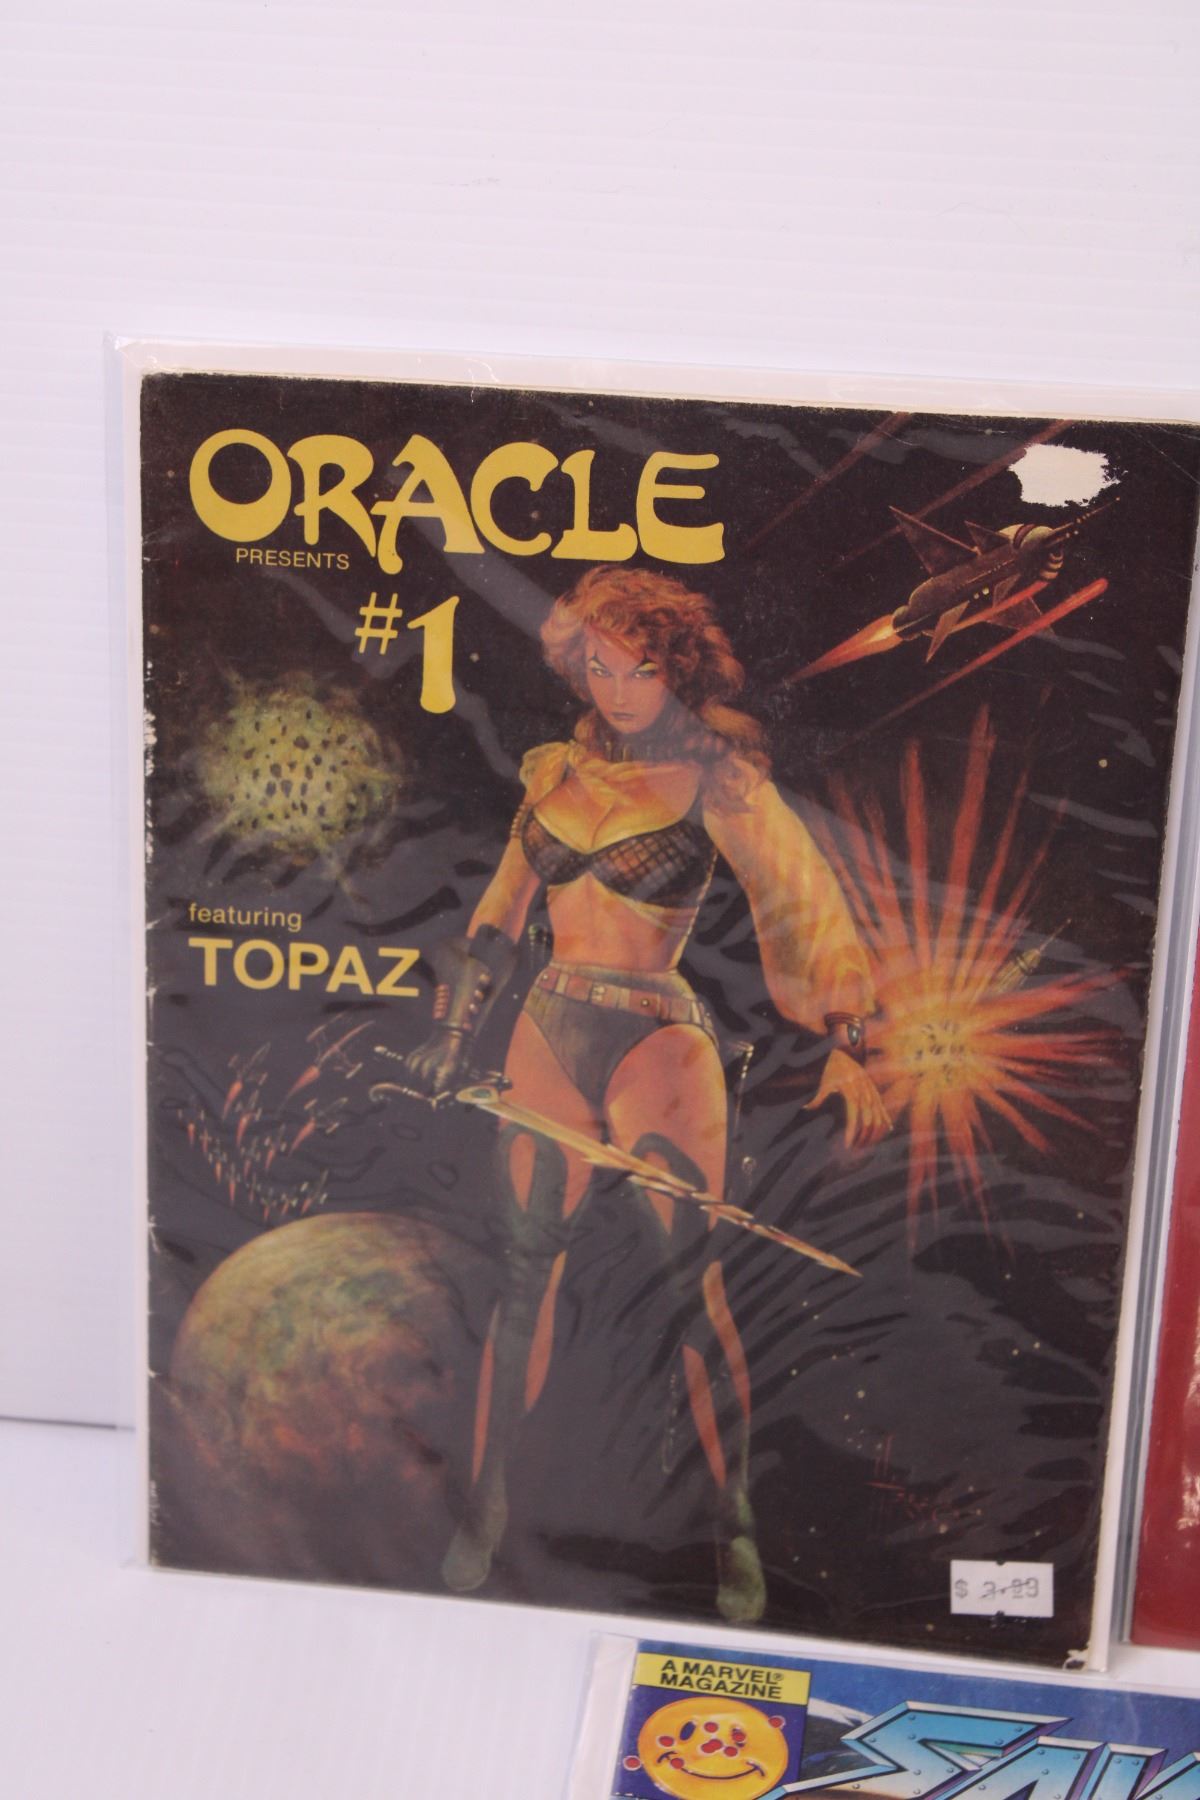 ORACLE
PRESENTS
#1
featuring
TOPAZ
A MARVEL®
MAGAZINE